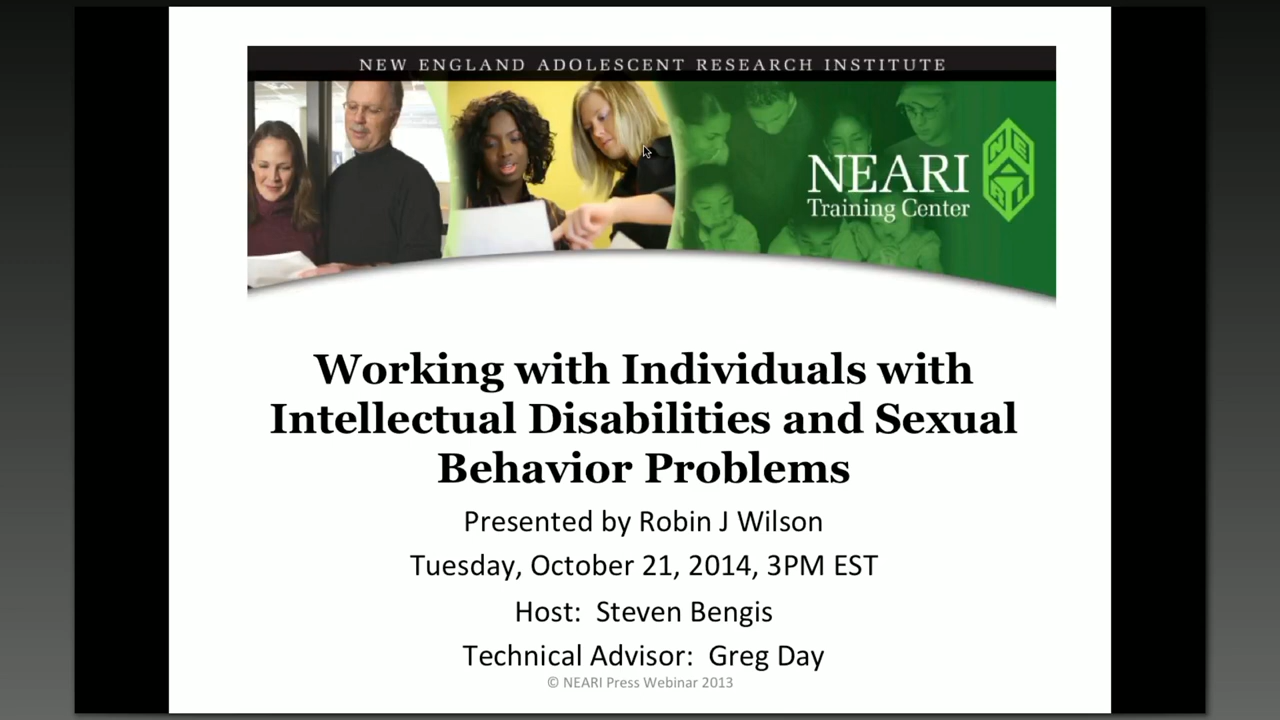 NEW ENGLAND ADOLESCENT RESEARCH INSTITUTE
NEARI
Training Center
NEARI
Working with Individuals with
Intellectual Disabilities and Sexual
Behavior Problems
Presented by Robin J Wilson
Tuesday, October 21, 2014, 3PM EST
Host: Steven Bengis
Technical Advisor: Greg Day
© NEARI Press Webinar 2013